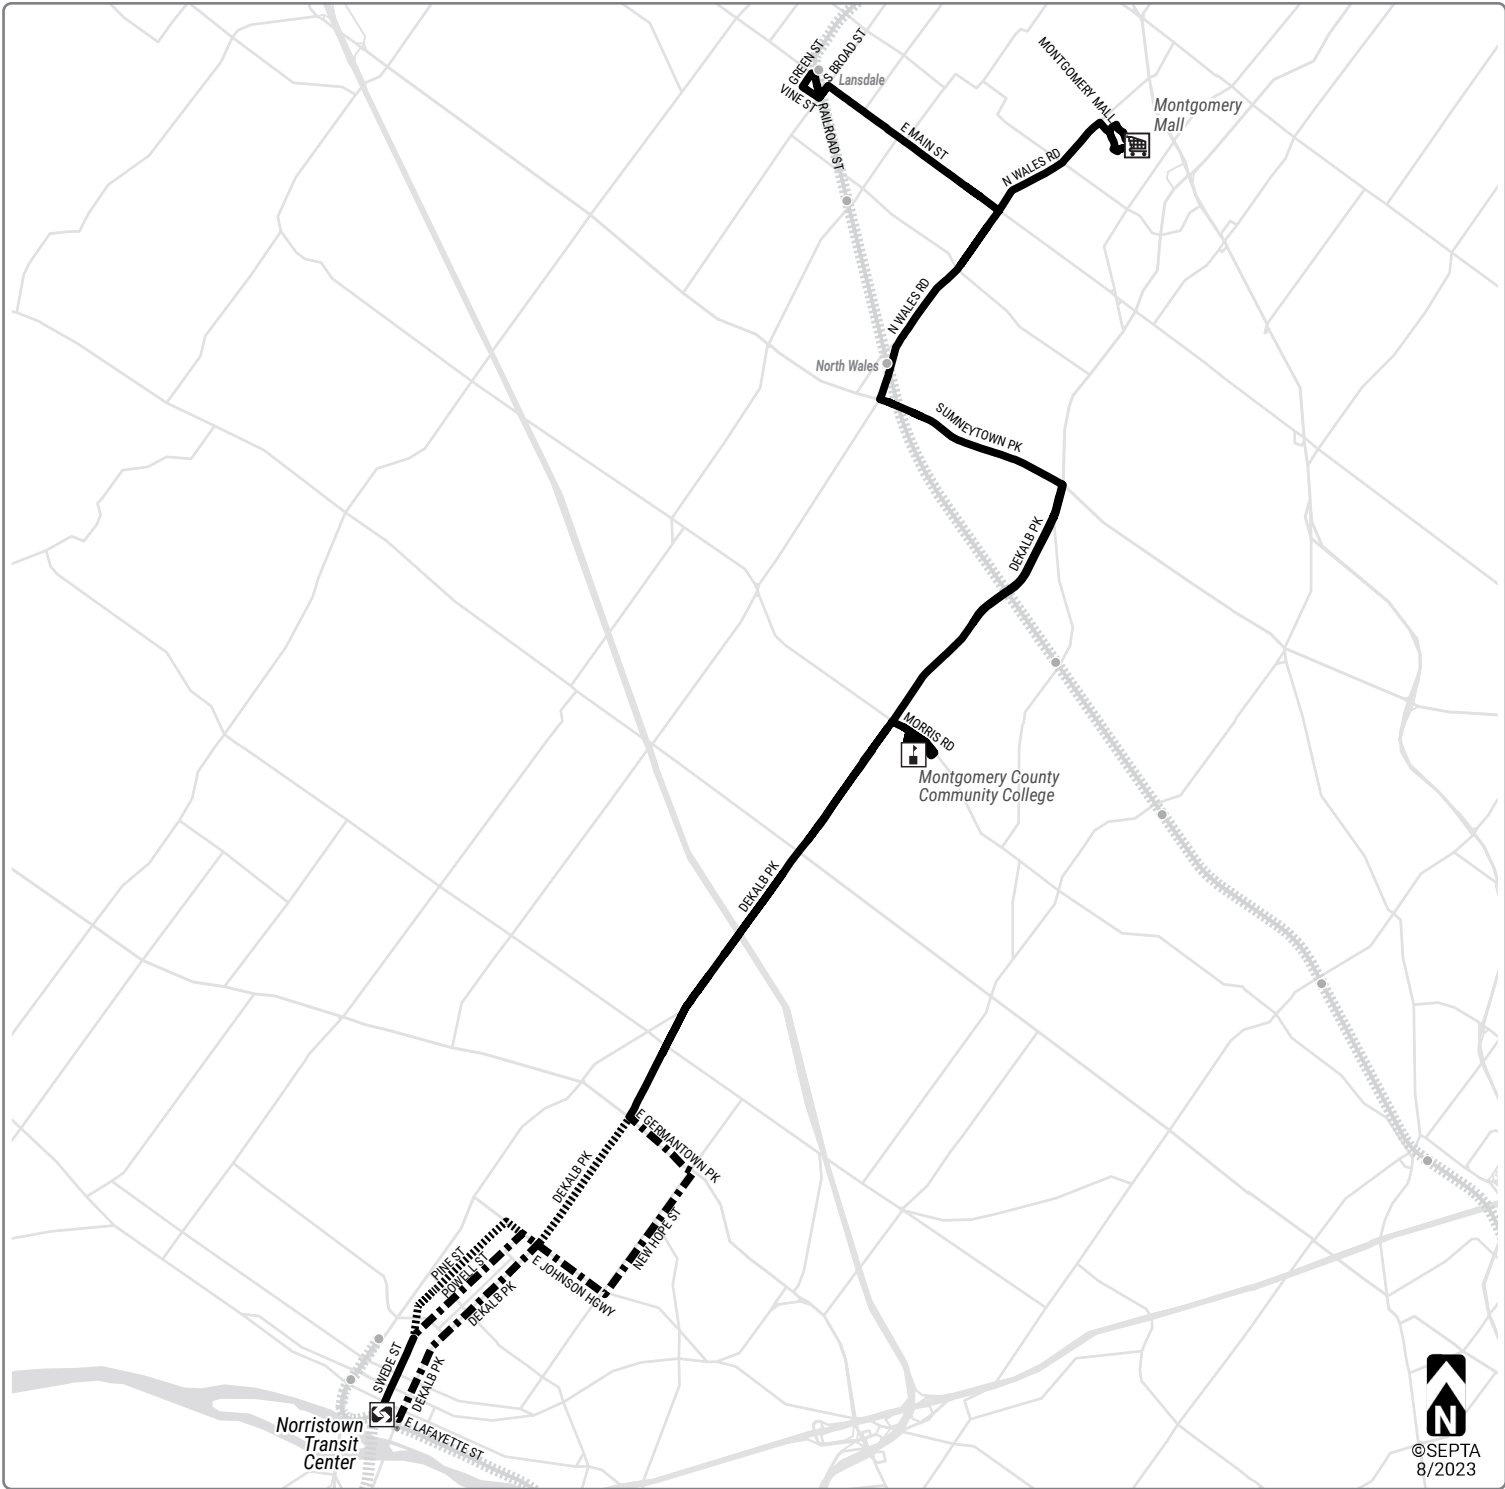 GREEN ST
S BROAD ST
Lansdale
VINE ST
RAILROAD ST
E MAIN ST
MONTGOMERY MALL
Montgomery
Mall
N WALES RD
N WALES RD
North Wales
SUMNEYTOWN PK
DEKALB PK
MORRIS RD
Montgomery County
Community College
DEKALB PK
E GERMANTOWN PK
DEKALB PK
NEW HOPE ST
PINE ST
POWELL ST
E JOHNSON HGWY
DEKALB PK
SWEDE ST
DEKALB PK
E LAFAYETTE ST
Norristown
Transit
Center
N
©SEPTA
8/2023